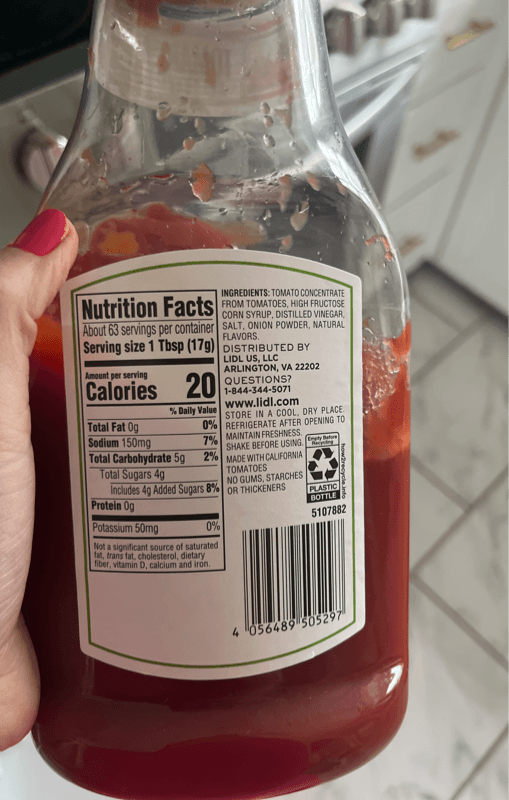 Nutrition Facts
About 63 servings per container
Serving size 1 Tbsp (17g)
Amount per serving
Calories 20
% Daily Value
Total Fat 0g 0%
Sodium 150mg 7%
Total Carbohydrate 5g 2%
Total Sugars 4g
Includes 4g Added Sugars 8%
Protein 0g
Potassium 50mg 0%
Not a significant source of saturated
fat, trans fat, cholesterol, dietary
fiber, vitamin D, calcium and iron.
INGREDIENTS: TOMATO CONCENTRATE
FROM TOMATOES, HIGH FRUCTOSE
CORN SYRUP, DISTILLED VINEGAR,
SALT, ONION POWDER, NATURAL
FLAVORS.
DISTRIBUTED BY
LIDL US, LLC
ARLINGTON, VA 22202
QUESTIONS?
1-844-344-5071
www.lidl.com
STORE IN A COOL, DRY PLACE.
REFRIGERATE AFTER OPENING TO
MAINTAIN FRESHNESS.
SHAKE BEFORE USING.
MADE WITH CALIFORNIA
TOMATOES
NO GUMS, STARCHES
OR THICKENERS
Empty Before
Recycling
PLASTIC
BOTTLE
how2recycle.info
5107882
4 056489 505297